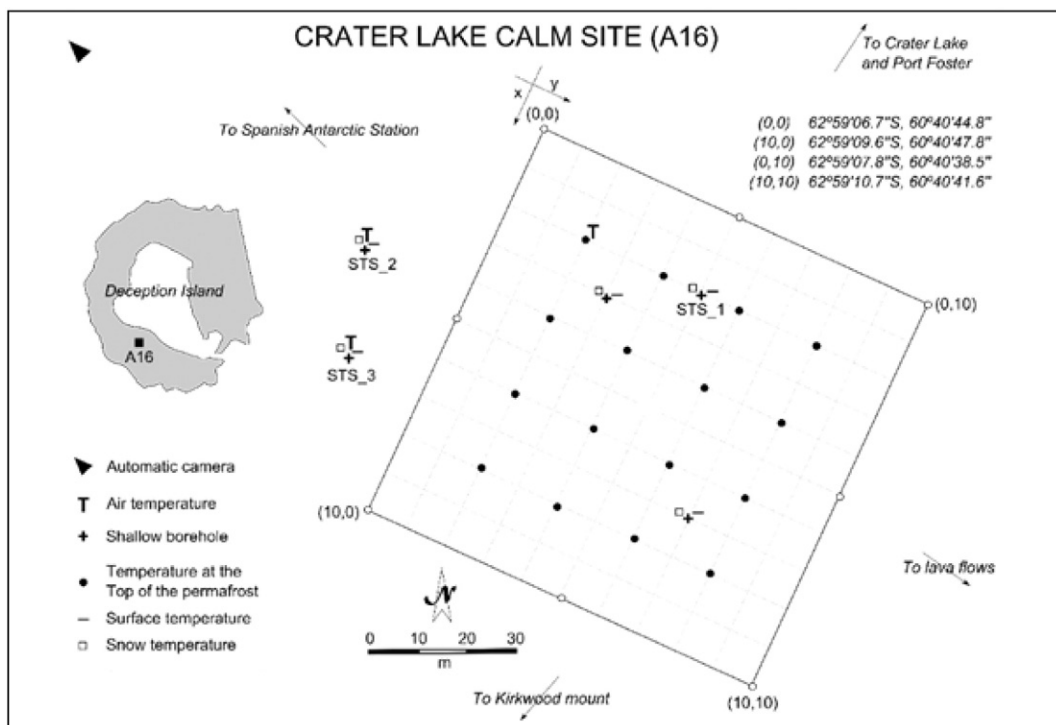 CRATER LAKE CALM SITE (A16)
To Crater Lake
and Port Foster
x y
(0,0)
To Spanish Antarctic Station
(0,0) 62º59'06.7"S, 60º40'44.8"
(10,0) 62º59'09.6"S, 60º40'47.8"
(0,10) 62º59'07.8"S, 60º40'38.5"
(10,10) 62º59'10.7"S, 60º40'41.6"
T
T
STS_2
Deception Island
A16
STS_1
(0,10)
T
STS_3
Automatic camera
T Air temperature
Shallow borehole
Temperature at the
Top of the permafrost
Surface temperature
Snow temperature
(10,0)
To lava flows
N
0 10 20 30
m
To Kirkwood mount
(10,10)